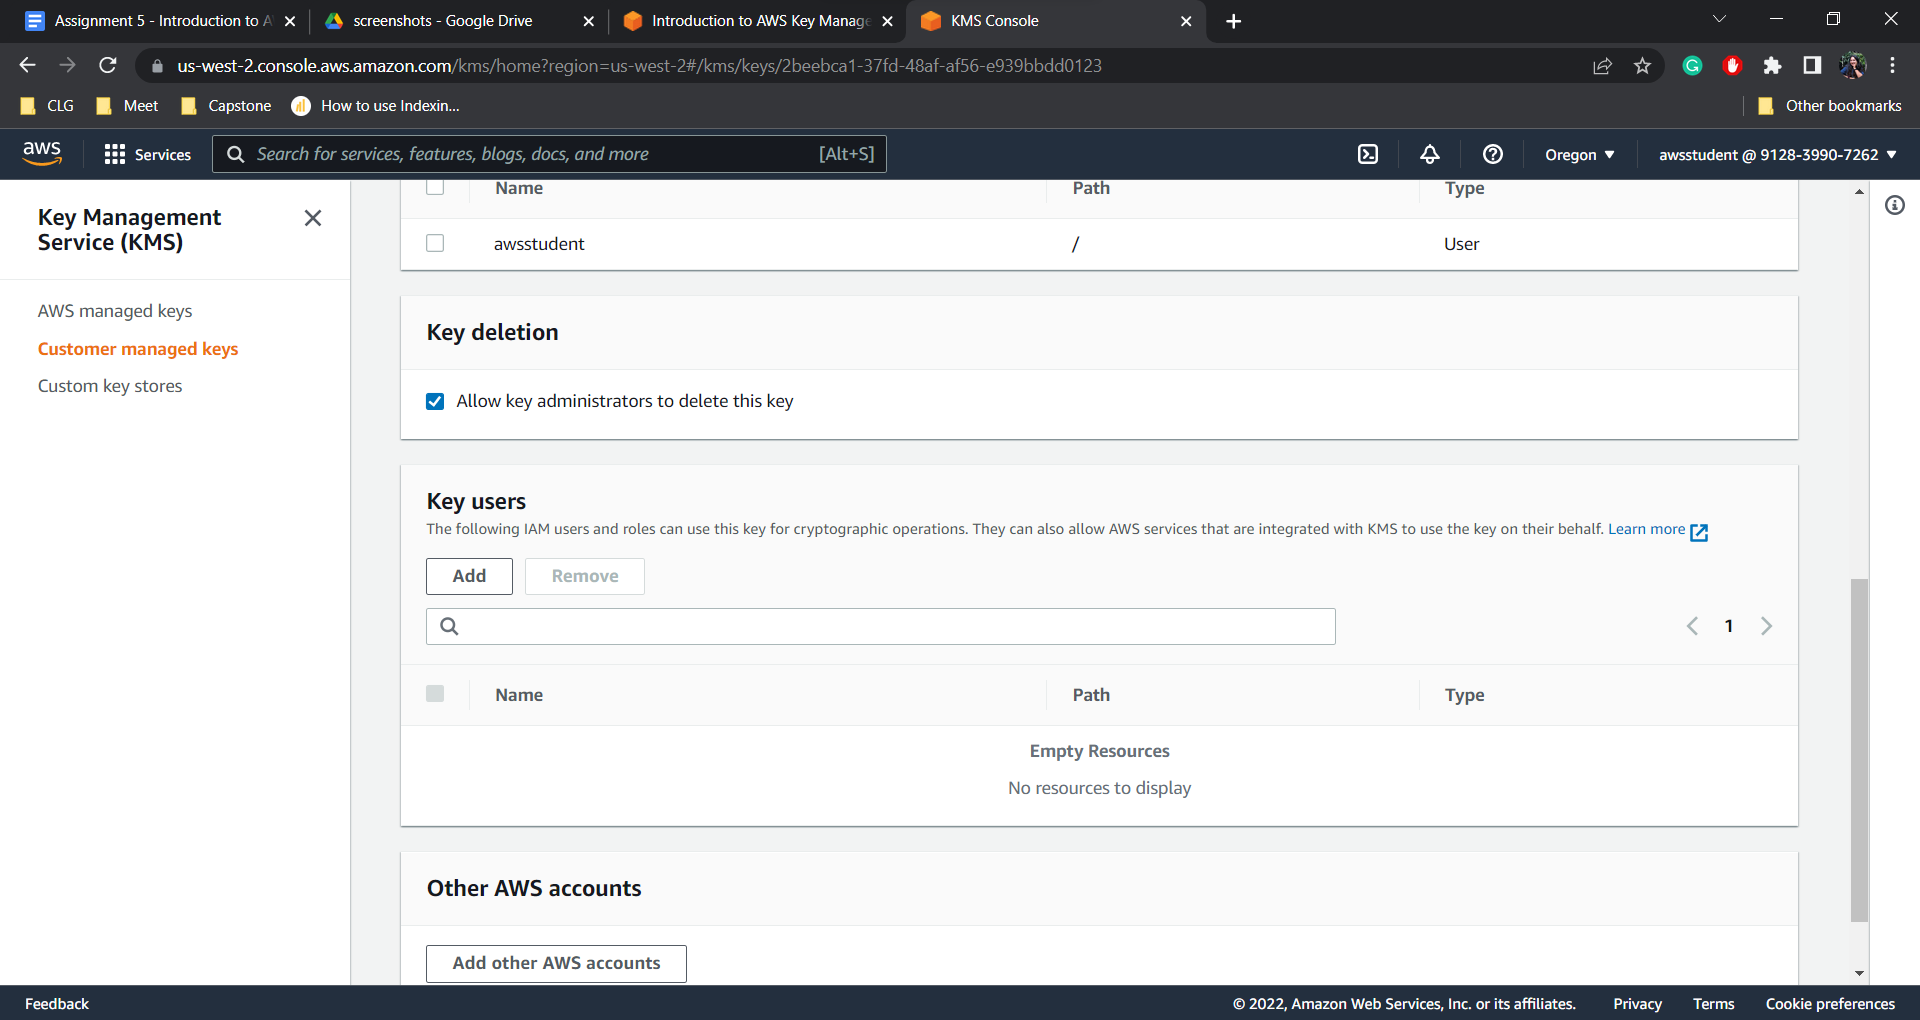 Assignment 5 - Introduction to A
screenshots - Google Drive
Introduction to AWS Key Manage
KMS Console
us-west-2.console.aws.amazon.com/kms/home?region=us-west-2#/kms/keys/2beebca1-37fd-48af-af56-e939bbdd0123
CLG
Meet
Capstone
How to use Indexin...
Other bookmarks
aws
Services
Search for services, features, blogs, docs, and more
[Alt+S]
Oregon
awsstudent @ 9128-3990-7262
Key Management
Service (KMS)
AWS managed keys
Customer managed keys
Custom key stores
Name
Path
Type
awsstudent
/
User
Key deletion
Allow key administrators to delete this key
Key users
The following IAM users and roles can use this key for cryptographic operations. They can also allow AWS services that are integrated with KMS to use the key on their behalf. Learn more
Add
Remove
1
Name
Path
Type
Empty Resources
No resources to display
Other AWS accounts
Add other AWS accounts
Feedback
© 2022, Amazon Web Services, Inc. or its affiliates.
Privacy
Terms
Cookie preferences